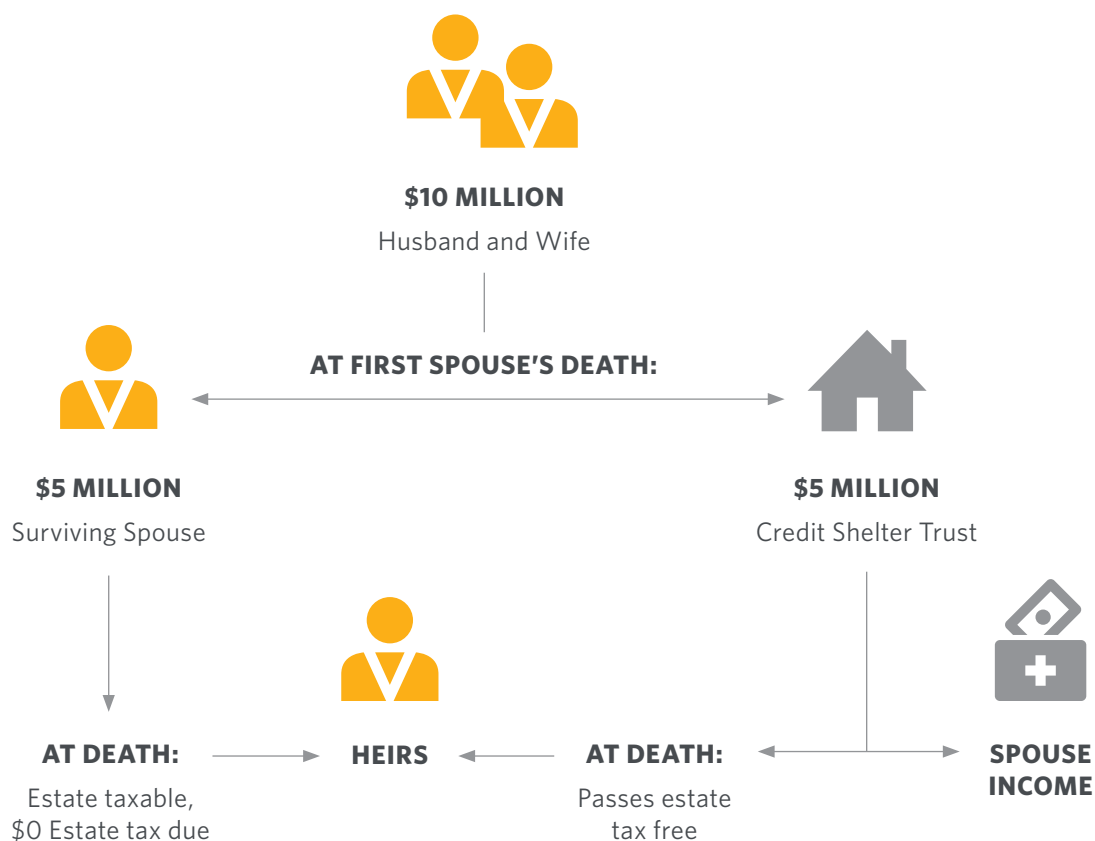 $10 MILLION
Husband and Wife
AT FIRST SPOUSE’S DEATH:
$5 MILLION
Surviving Spouse
$5 MILLION
Credit Shelter Trust
AT DEATH:
Estate taxable,
$0 Estate tax due
HEIRS
AT DEATH:
Passes estate
tax free
SPOUSE
INCOME